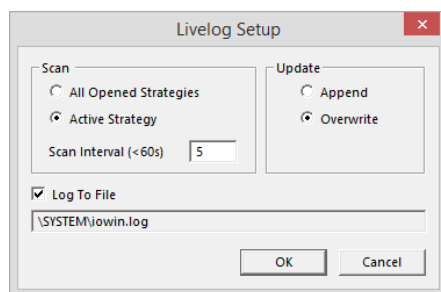 Livelog Setup
Scan
All Opened Strategies
Active Strategy
Scan Interval (<60s) 5
Update
Append
Overwrite
Log To File
\SYSTEM\iowin.log
OK Cancel